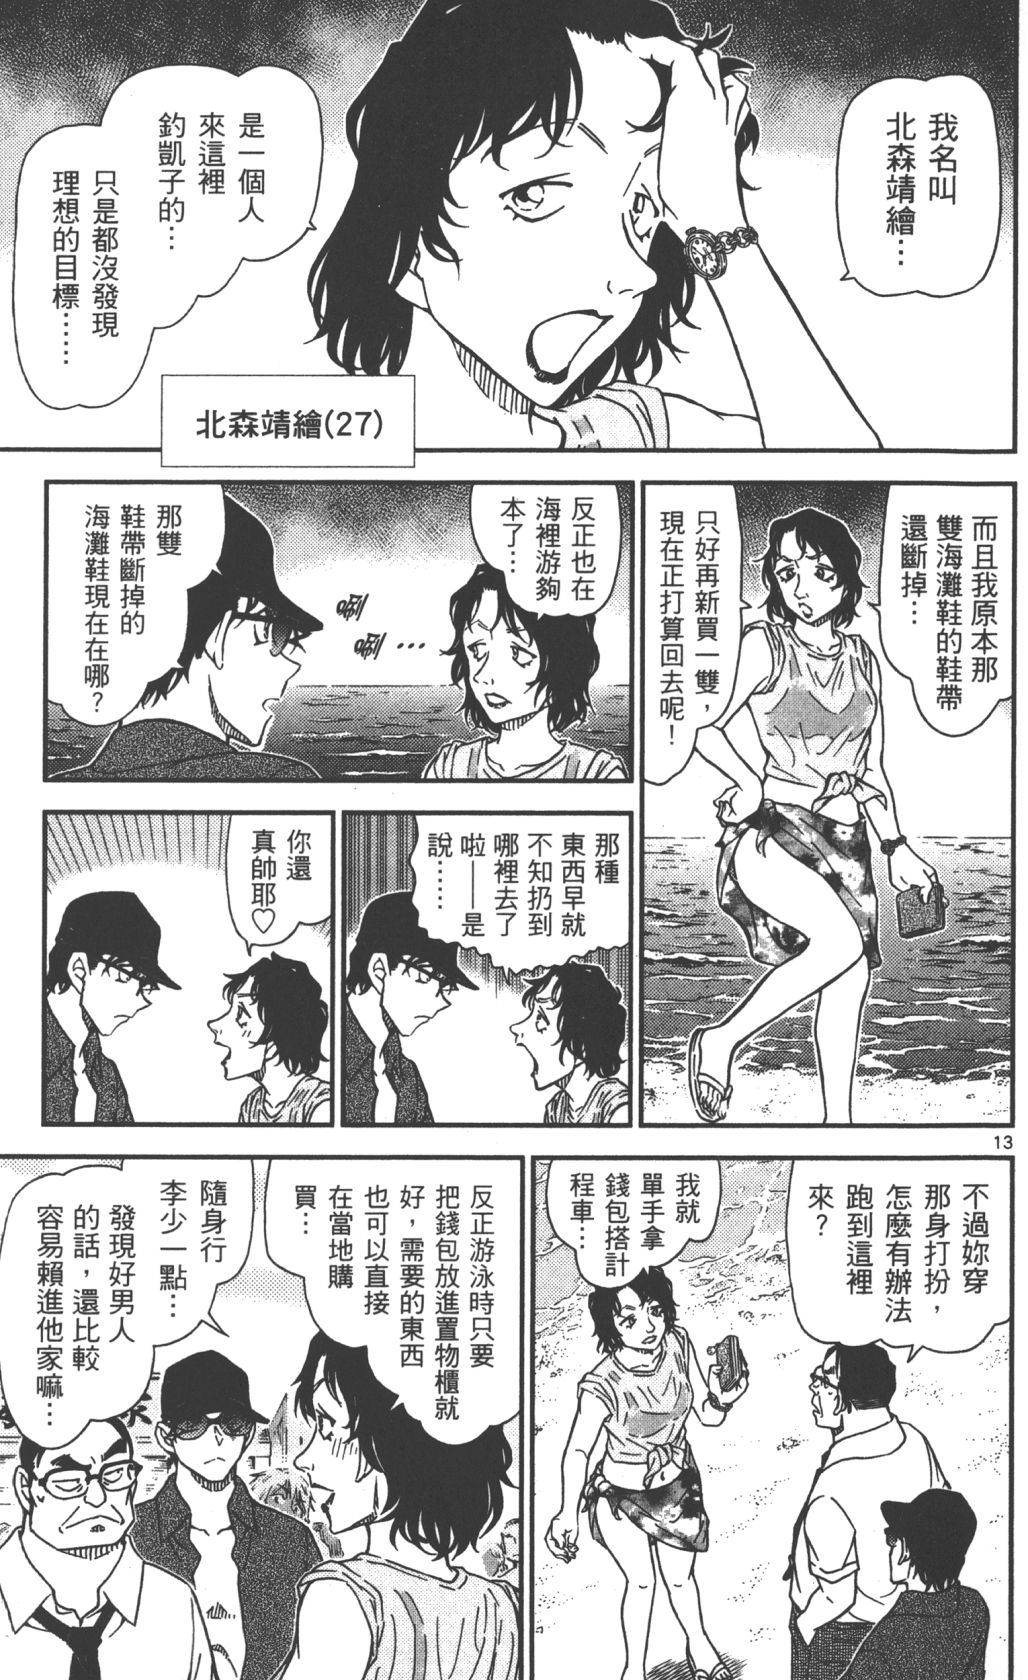 我名叫
北森靖繪…
是一個人
來這裡
釣凱子的…
只是都沒發現
理想的目標……
北森靖繪(27)
而且我原本那
雙海灘鞋的鞋帶
還斷掉…
只好再新買一雙，
現在正打算回去呢！
反正也在
海裡游夠
本了…
那雙
鞋帶斷掉的
海灘鞋現在在哪？
那種
東西早就
不知扔到
哪裡去了
啦——是
說……
你還
真帥耶♡
13
不過妳穿
那身打扮，
怎麼有辦法
跑到這裡
來？
我就
單手拿
錢包搭計
程車…
反正游泳時只要
把錢包放進置物櫃就
好，需要的東西
也可以直接
在當地購
買…
隨身行
李少一點…
發現好男人
的話，還比較
容易賴進他家嘛…